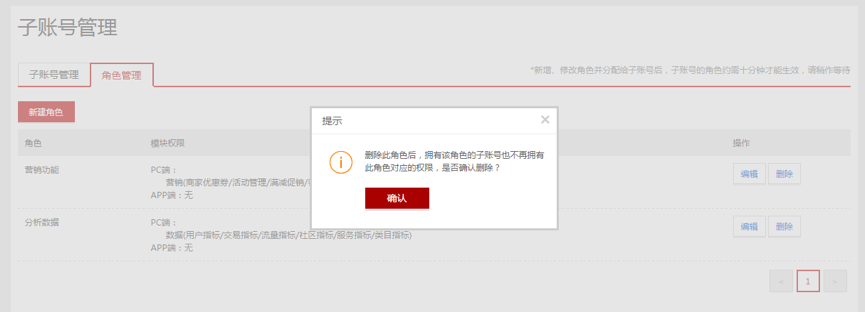 子账号管理
子账号管理
角色管理
*新增、修改角色并分配给子账号后，子账号的角色约需十分钟才能生效，请稍作等待
新建角色
提示
×
角色
模块权限
操作
删除此角色后，拥有该角色的子账号也不再拥有
此角色对应的权限，是否确认删除？
确认
营销功能
PC端：
营销(商家优惠券/活动管理/满减促销/
APP端：无
编辑
删除
分析数据
PC端：
数据(用户指标/交易指标/流量指标/社区指标/服务指标/类目指标)
APP端：无
编辑
删除
<
1
>